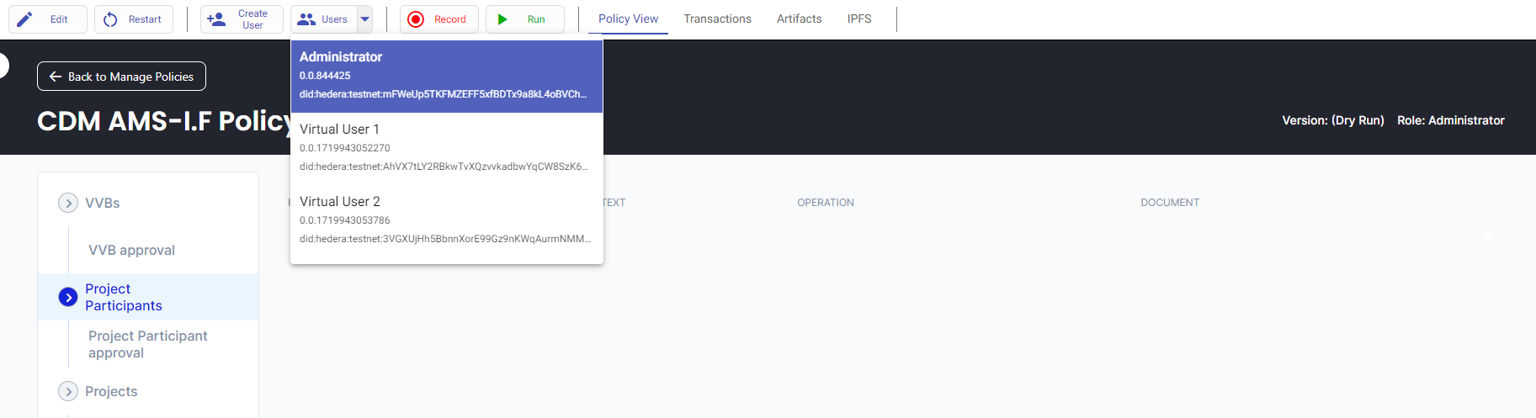 Edit
Restart
Create
User
Users
Record
Run
Policy View
Transactions
Artifacts
IPFS
Administrator
0.0.844425
did:hedera:testnet:mFWeUp5TKFMZEFF5xfBDTx9a8kL4oBVCh...
Virtual User 1
0.0.1719943052270
did:hedera:testnet:AhVX7tLY2RBkwTvXQzvvkadbwYqCW8SzK6...
Virtual User 2
0.0.1719943053786
did:hedera:testnet:3VGXUjHh5BbnnXorE99Gz9nKWqAurmNMM...
Back to Manage Policies
CDM AMS-I.F Policy
Version: (Dry Run) Role: Administrator
VVBs
VVB approval
Project
Participants
Project Participant
approval
Projects
TEXT
OPERATION
DOCUMENT